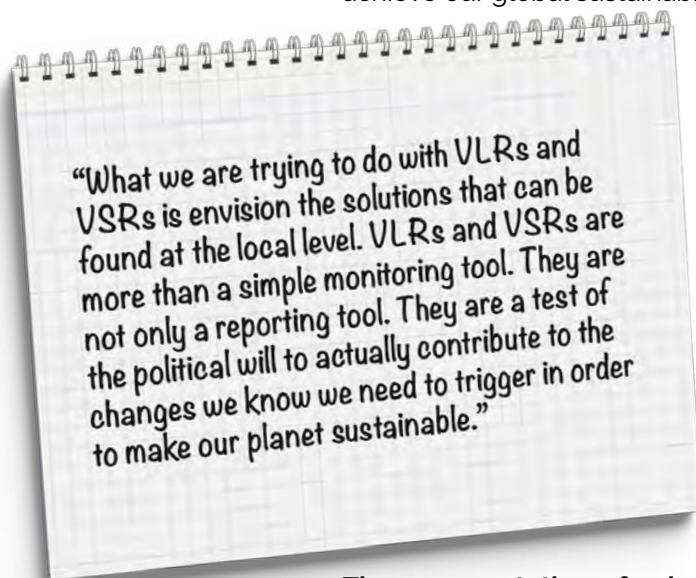 “What we are trying to do with VLRs and
VSRs is envision the solutions that can be
found at the local level. VLRs and VSRs are
more than a simple monitoring tool. They are
not only a reporting tool. They are a test of
the political will to actually contribute to the
changes we know we need to trigger in order
to make our planet sustainable.”